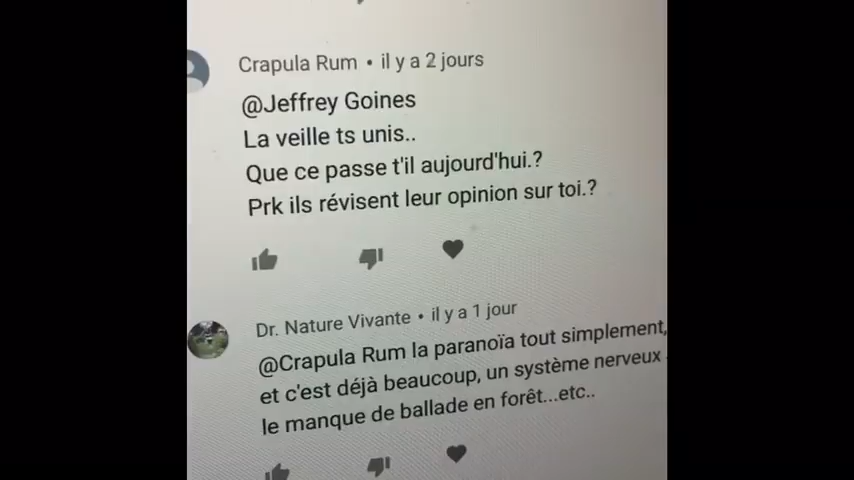 Crapula Rum • il y a 2 jours
@Jeffrey Goines
La veille ts unis..
Que ce passe t'il aujourd'hui.?
Prk ils révisent leur opinion sur toi.?
Dr. Nature Vivante • il y a 1 jour
@Crapula Rum la paranoïa tout simplement,
et c'est déjà beaucoup, un système nerveux
le manque de ballade en forêt...etc..